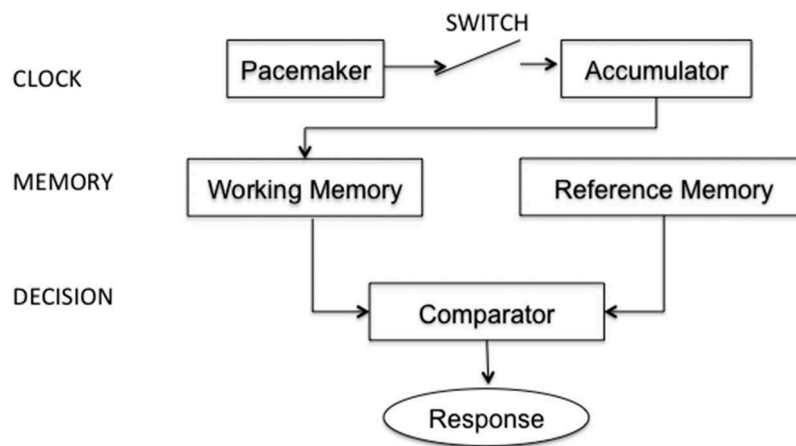 SWITCH
CLOCK
Pacemaker
Accumulator
MEMORY
Working Memory
Reference Memory
DECISION
Comparator
Response